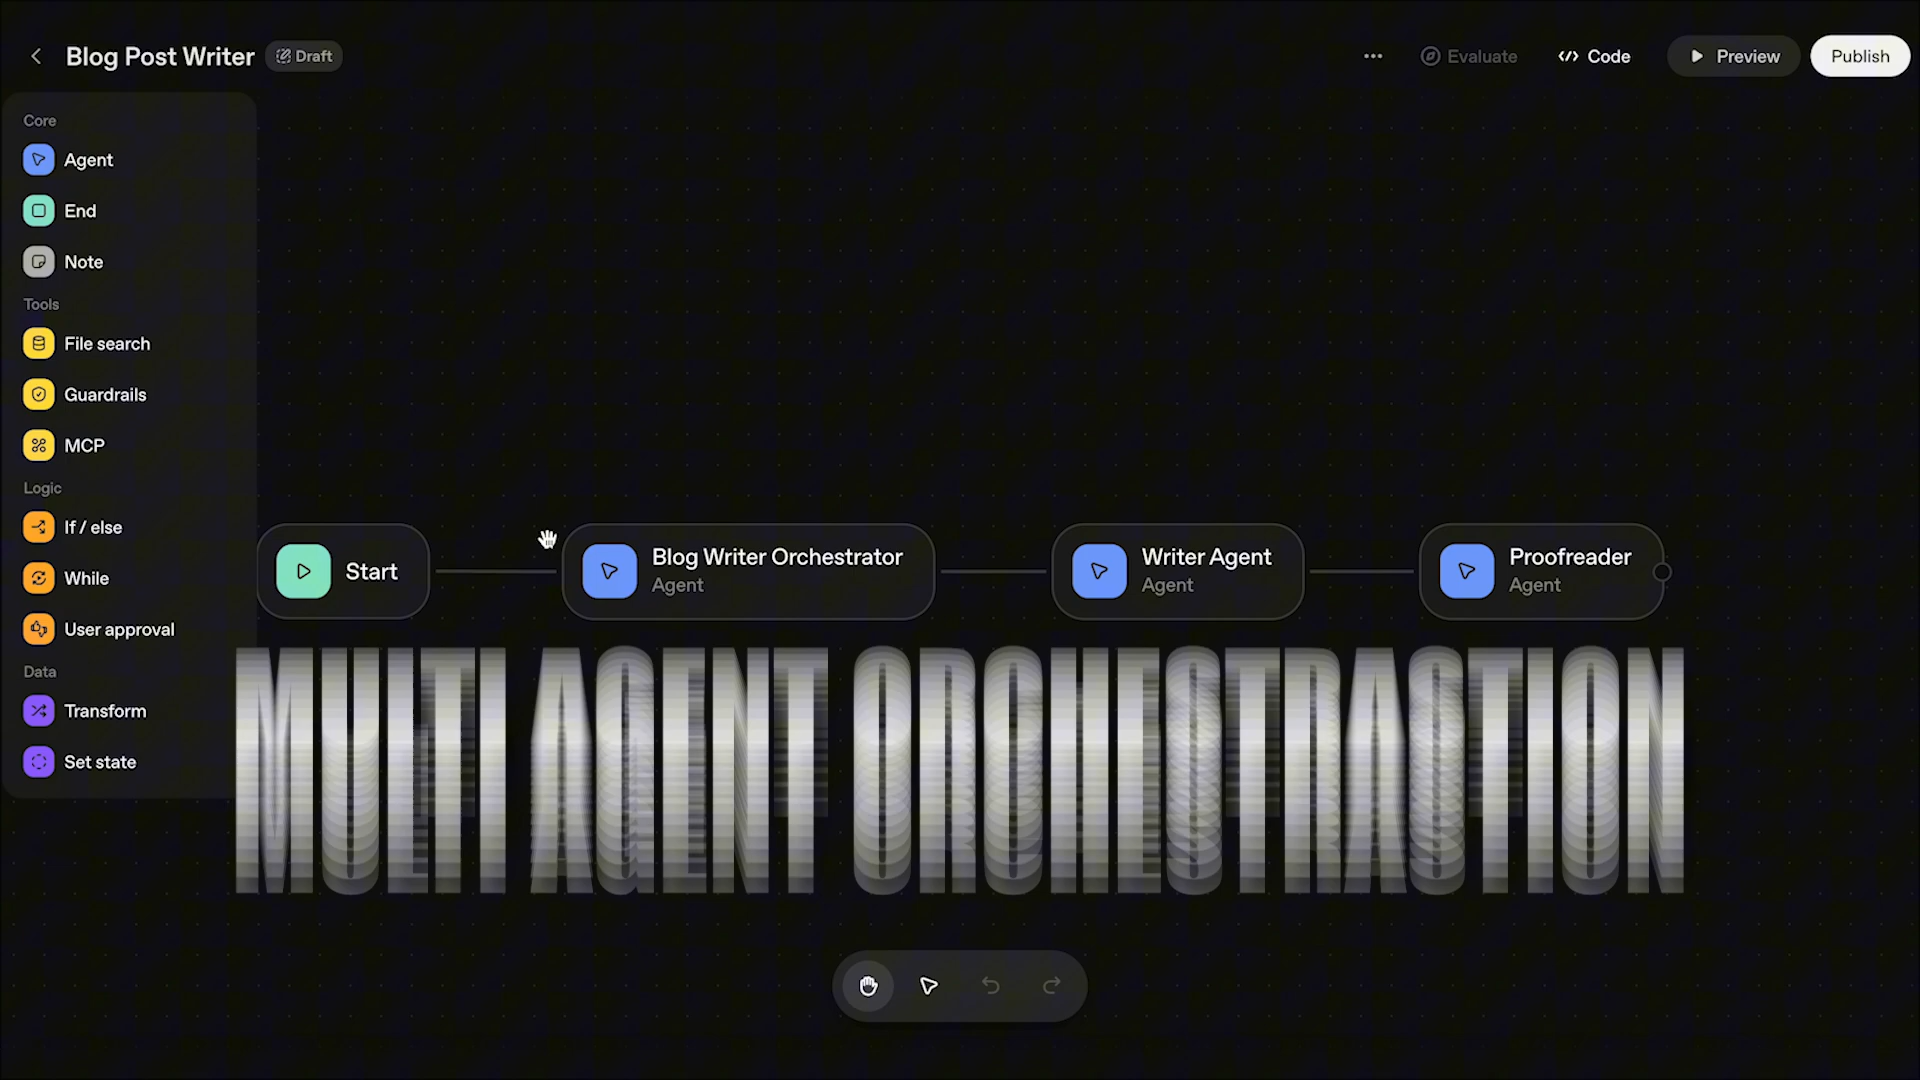 Blog Post Writer
Draft
Evaluate
Code
Preview
Publish
Core
Agent
End
Note
Tools
File search
Guardrails
MCP
Logic
If / else
While
User approval
Data
Transform
Set state
Start
Blog Writer Orchestrator
Agent
Writer Agent
Agent
Proofreader
Agent
MULTI AGENT ORCHESTRASTION